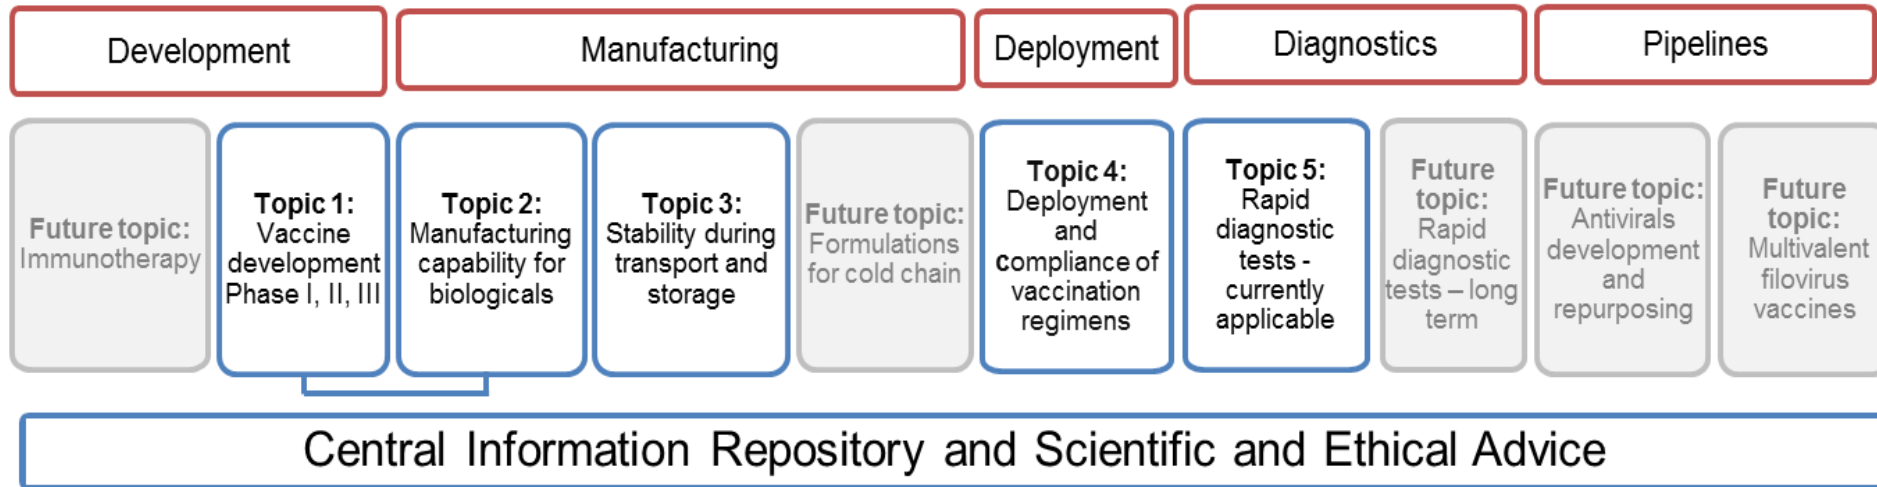 Development
Manufacturing
Deployment
Diagnostics
Pipelines
Future topic:
Immunotherapy
Topic 1:
Vaccine
development
Phase I, II, III
Topic 2:
Manufacturing
capability for
biologicals
Topic 3:
Stability during
transport and
storage
Future topic:
Formulations
for cold chain
Topic 4:
Deployment
and
compliance of
vaccination
regimens
Topic 5:
Rapid
diagnostic
tests -
currently
applicable
Future
topic:
Rapid
diagnostic
tests – long
term
Future topic:
Antivirals
development
and
repurposing
Future
topic:
Multivalent
filovirus
vaccines
Central Information Repository and Scientific and Ethical Advice